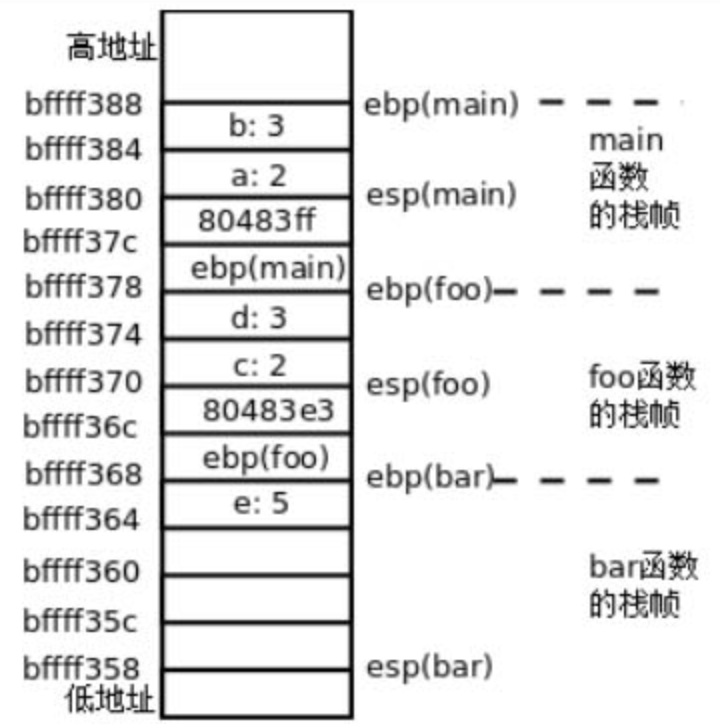 高地址
bffff388 ebp(main)
b: 3
main
bffff384
函数
a: 2
bffff380 esp(main)
的栈帧
80483ff
bffff37c
ebp(main)
bffff378 ebp(foo)
d: 3
bffff374
c: 2
foo函数
bffff370 esp(foo)
80483e3
的栈帧
bffff36c
ebp(foo)
bffff368 ebp(bar)
e: 5
bffff364
bffff360
bar函数
的栈帧
bffff35c
bffff358 esp(bar)
低地址